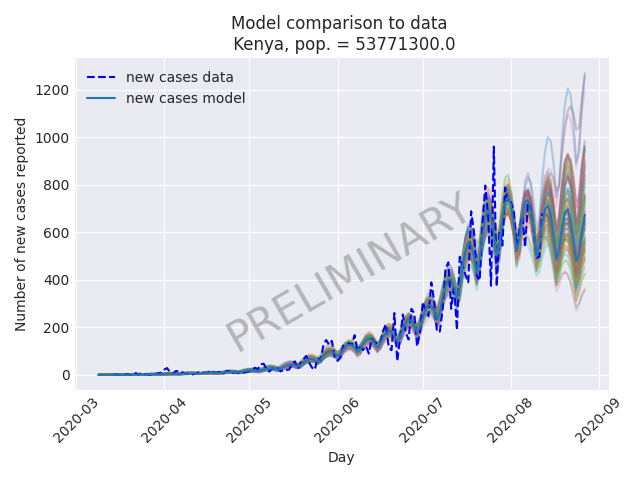 Model comparison to data
Kenya, pop. = 53771300.0
new cases data
new cases model
Number of new cases reported
1200
1000
800
600
400
200
0
PRELIMINARY
2020-03
2020-04
2020-05
2020-06
2020-07
2020-08
2020-09
Day